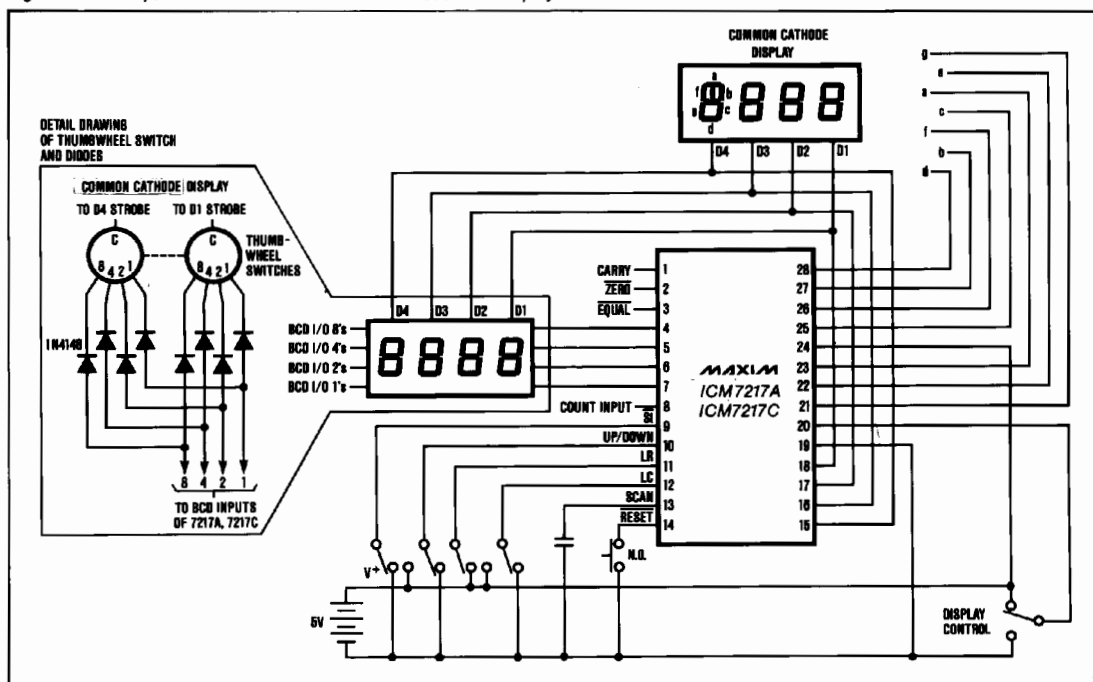 COMMON CATHODE
DISPLAY
a
f
b
e
c
d
D4
D3
D2
D1
g
e
a
c
f
b
d
DETAIL DRAWING
OF THUMBWHEEL SWITCH
AND DIODES
COMMON CATHODE DISPLAY
TO D4 STROBE
TO D1 STROBE
C
8 4 2 1
C
8 4 2 1
THUMB-
WHEEL
SWITCHES
1N4148
8 4 2 1
TO BCD INPUTS
OF 7217A, 7217C
D4
D3
D2
D1
BCD I/O 8's
BCD I/O 4's
BCD I/O 2's
BCD I/O 1's
CARRY
ZERO
EQUAL
COUNT INPUT
SI
UP/DOWN
LR
LC
SCAN
RESET
1
2
3
4
5
6
7
8
9
10
11
12
13
14
MAXIM
ICM7217A
ICM7217C
28
27
26
25
24
23
22
21
20
19
18
17
16
15
V+
N.O.
5V
DISPLAY
CONTROL